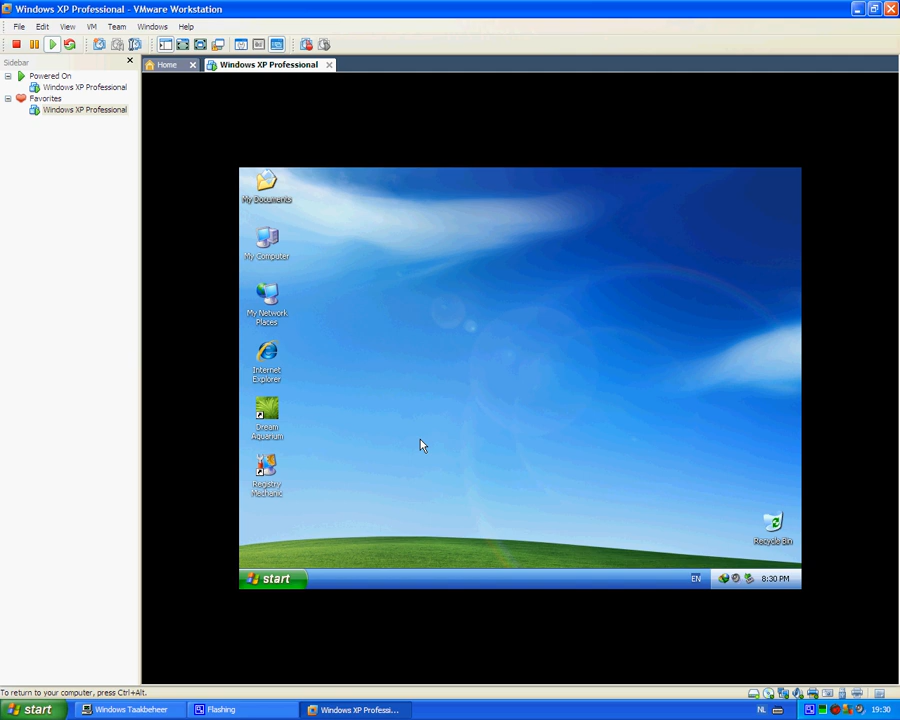 Windows XP Professional - VMware Workstation
File Edit View VM Team Windows Help
Sidebar
Powered On
Windows XP Professional
Favorites
Windows XP Professional
Home
Windows XP Professional
My Documents
My Computer
My Network
Places
Internet
Explorer
Dream
Aquarium
Registry
Mechanic
Recycle Bin
start
EN
8:30 PM
To return to your computer, press Ctrl+Alt.
start
Windows Taakbeheer
Flashing
Windows XP Professi...
NL
19:30